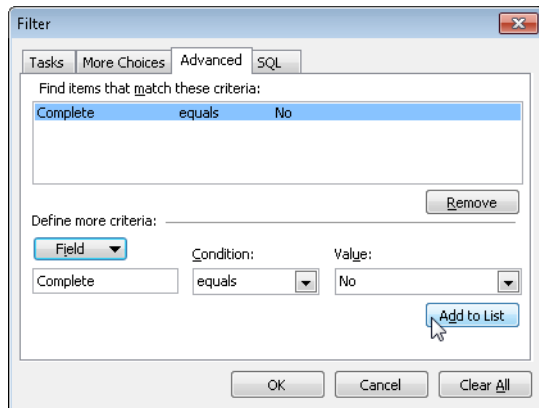 Filter
Tasks More Choices Advanced SQL
Find items that match these criteria:
Complete equals No
Remove
Define more criteria:
Field Condition: Value:
Complete equals No
Add to List
OK Cancel Clear All